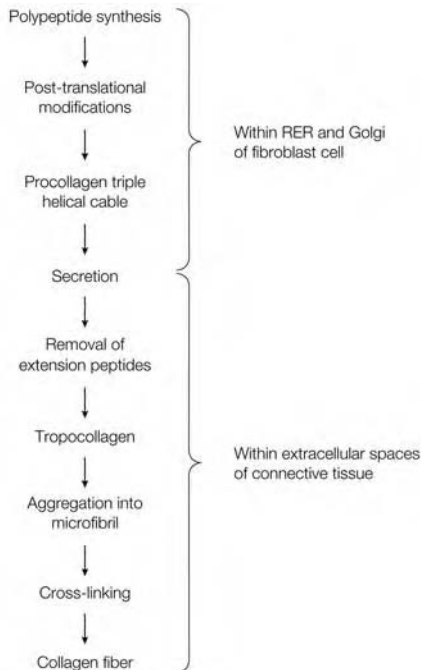 Polypeptide synthesis
Post-translational
modifications
Within RER and Golgi
of fibroblast cell
Procollagen triple
helical cable
Secretion
Removal of
extension peptides
Tropocollagen
Within extracellular spaces
of connective tissue
Aggregation into
microfibril
Cross-linking
Collagen fiber